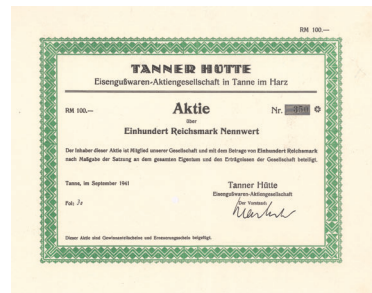 RM 100.—
TANNER HÜTTE
Eisengußwaren-Aktiengesellschaft in Tanne im Harz
RM 100.— Aktie Nr.
über
Einhundert Reichsmark Nennwert
Der Inhaber dieser Aktie ist Mitglied unserer Gesellschaft und mit dem Betrage von Einhundert Reichsmark
nach Maßgabe der Satzung an dem gesamten Eigentum und den Erträgnissen der Gesellschaft beteiligt.
Tanne, im September 1941 Tanner Hütte
Eisengußwaren-Aktiengesellschaft
Der Vorstand:
Fol:
Dieser Aktie sind Gewinnanteilscheine und Erneuerungsschein beigefügt.